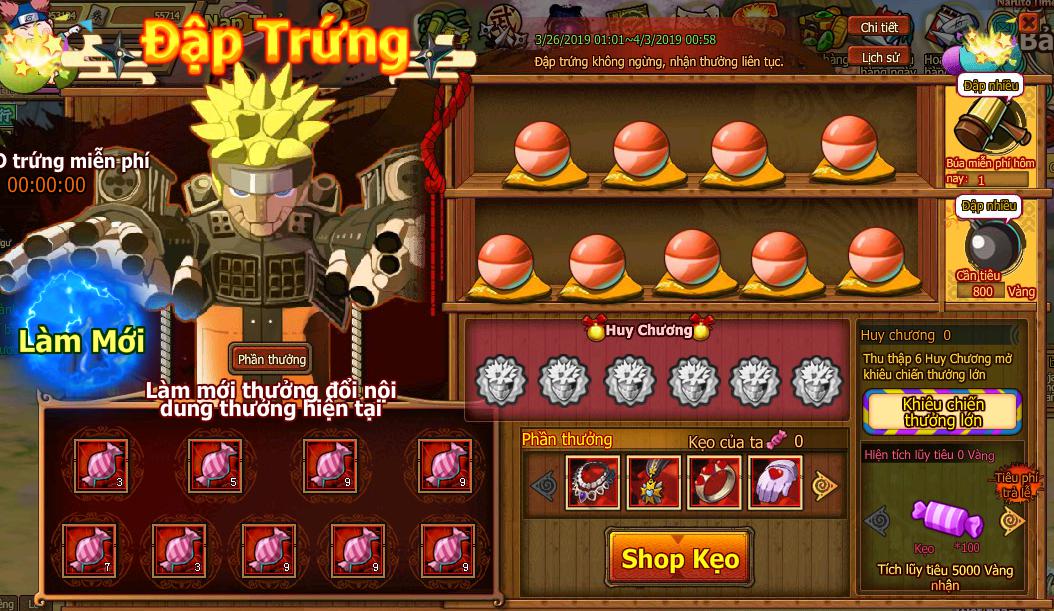 Đập Trứng
3/26/2019 01:01~4/3/2019 00:58
Đập trứng không ngừng, nhận thưởng liên tục.
Chi tiết
Lịch sử
Đập nhiều
Búa miễn phí hôm
nay: 1
trứng miễn phí
00:00:00
Đập nhiều
Cần tiêu
800 Vàng
Làm Mới
Phần thưởng
Làm mới thưởng đổi nội
dung thưởng hiện tại
3
5
9
9
7
3
9
9
9
Huy Chương
Huy chương 0
Thu thập 6 Huy Chương mở
khiêu chiến thưởng lớn
Khiêu chiến
thưởng lớn
Phần thưởng
Kẹo của ta 0
Shop Kẹo
Hiện tích lũy tiêu 0 Vàng
Tiêu phí
trả lễ
Kẹo *100
Tích lũy tiêu 5000 Vàng
nhận